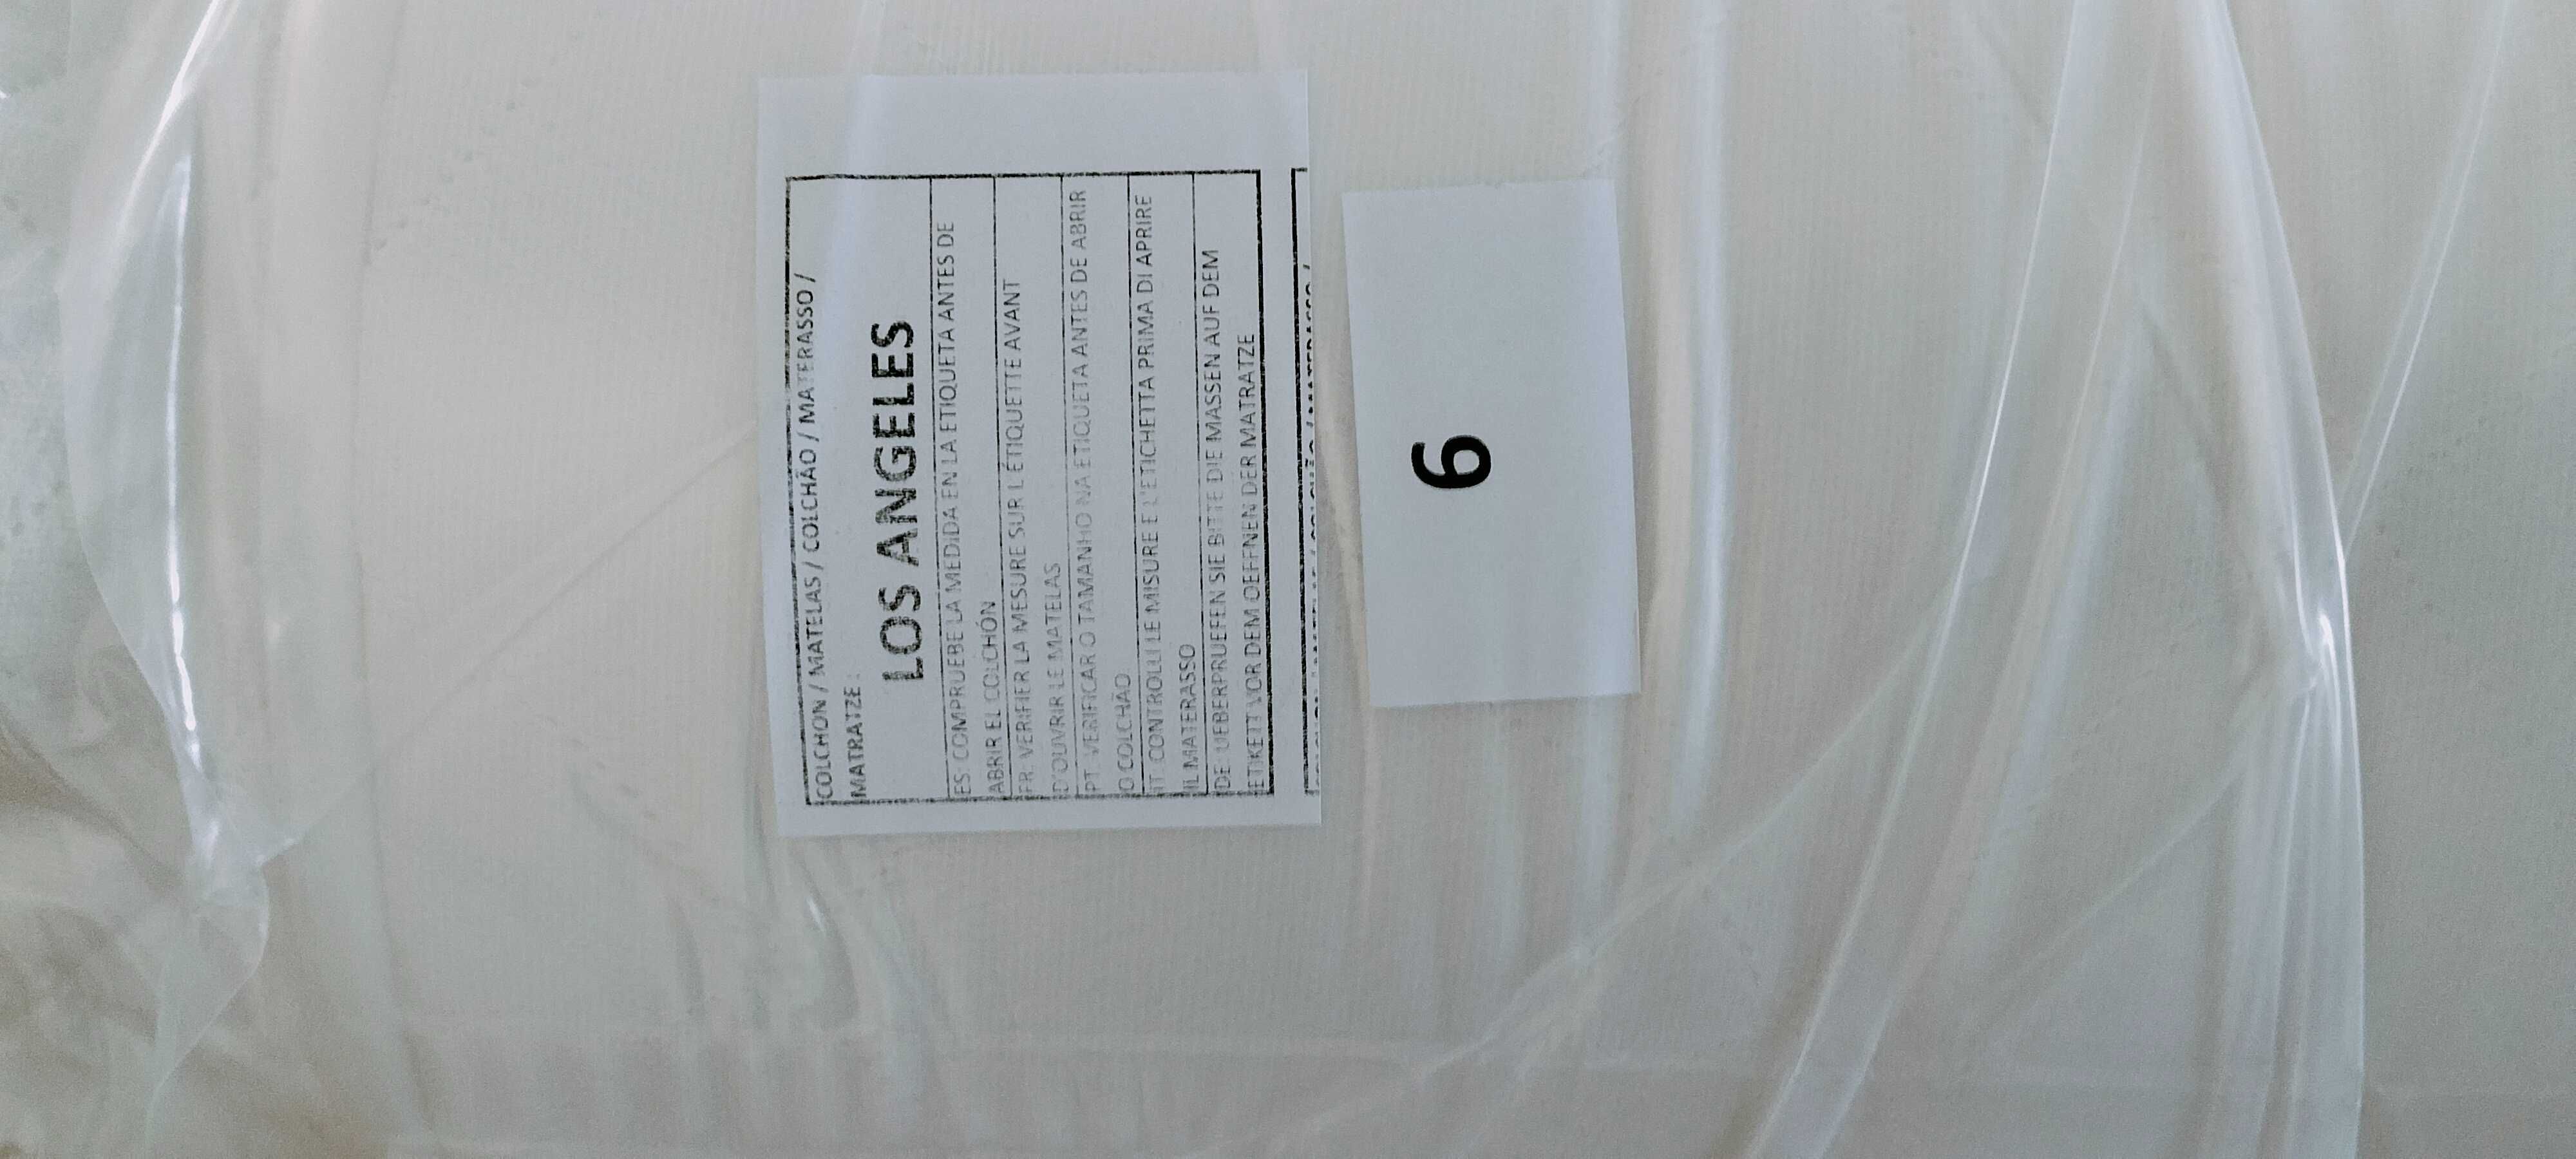 COLCHON / MATELAS / COLCHÃO / MATERASSO /
MATRATZE :
LOS ANGELES
ES: COMPRUEBE LA MEDIDA EN LA ETIQUETA ANTES DE
ABRIR EL COLCHÓN
FR: VERIFIER LA MESURE SUR L'ÉTIQUETTE AVANT
D'OUVRIR LE MATELAS
PT: VERIFICAR O TAMANHO NA ETIQUETA ANTES DE ABRIR
O COLCHÃO
IT: CONTROLLI LE MISURE E L'ETICHETTA PRIMA DI APRIRE
IL MATERASSO
DE: UEBERPRUEFEN SIE BITTE DIE MASSEN AUF DEM
ETIKETT VOR DEM OEFFNEN DER MATRATZE
6